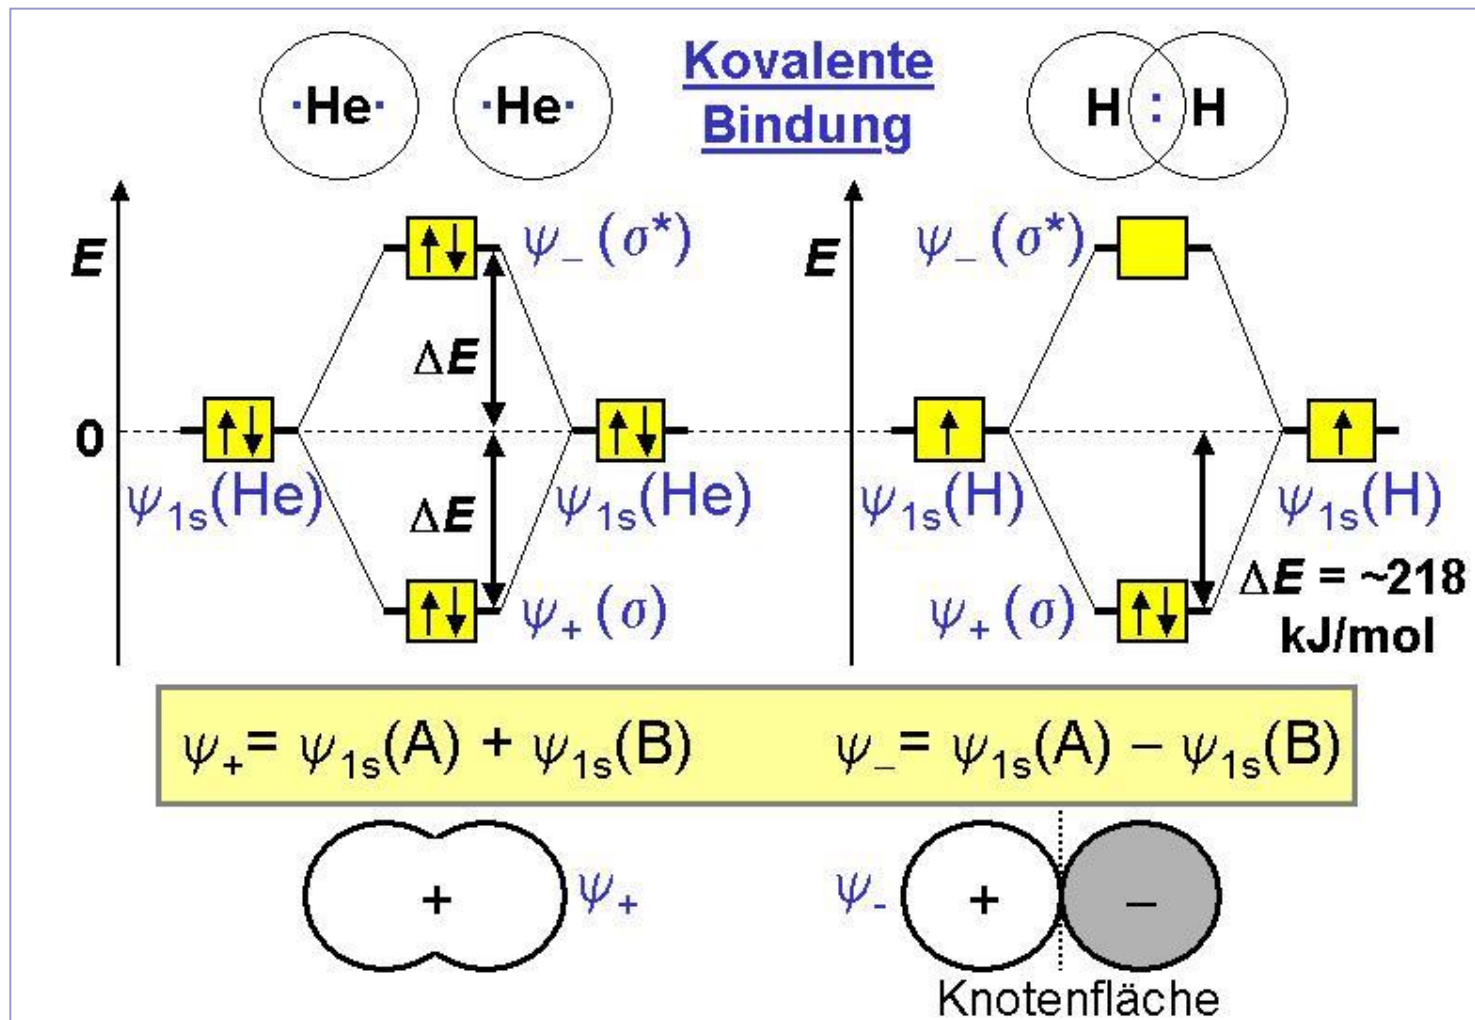 ·He· ·He·
Kovalente
Bindung
H : H
E
0
ψ₋(σ*)
ΔE
ψ₁ₛ(He)
ψ₁ₛ(He)
ΔE
ψ₊(σ)
E
ψ₋(σ*)
ψ₁ₛ(H)
ψ₁ₛ(H)
ΔE = ~218
kJ/mol
ψ₊(σ)
ψ₊= ψ₁ₛ(A) + ψ₁ₛ(B)
ψ₋= ψ₁ₛ(A) – ψ₁ₛ(B)
+ ψ₊
ψ₋ + –
Knotenfläche